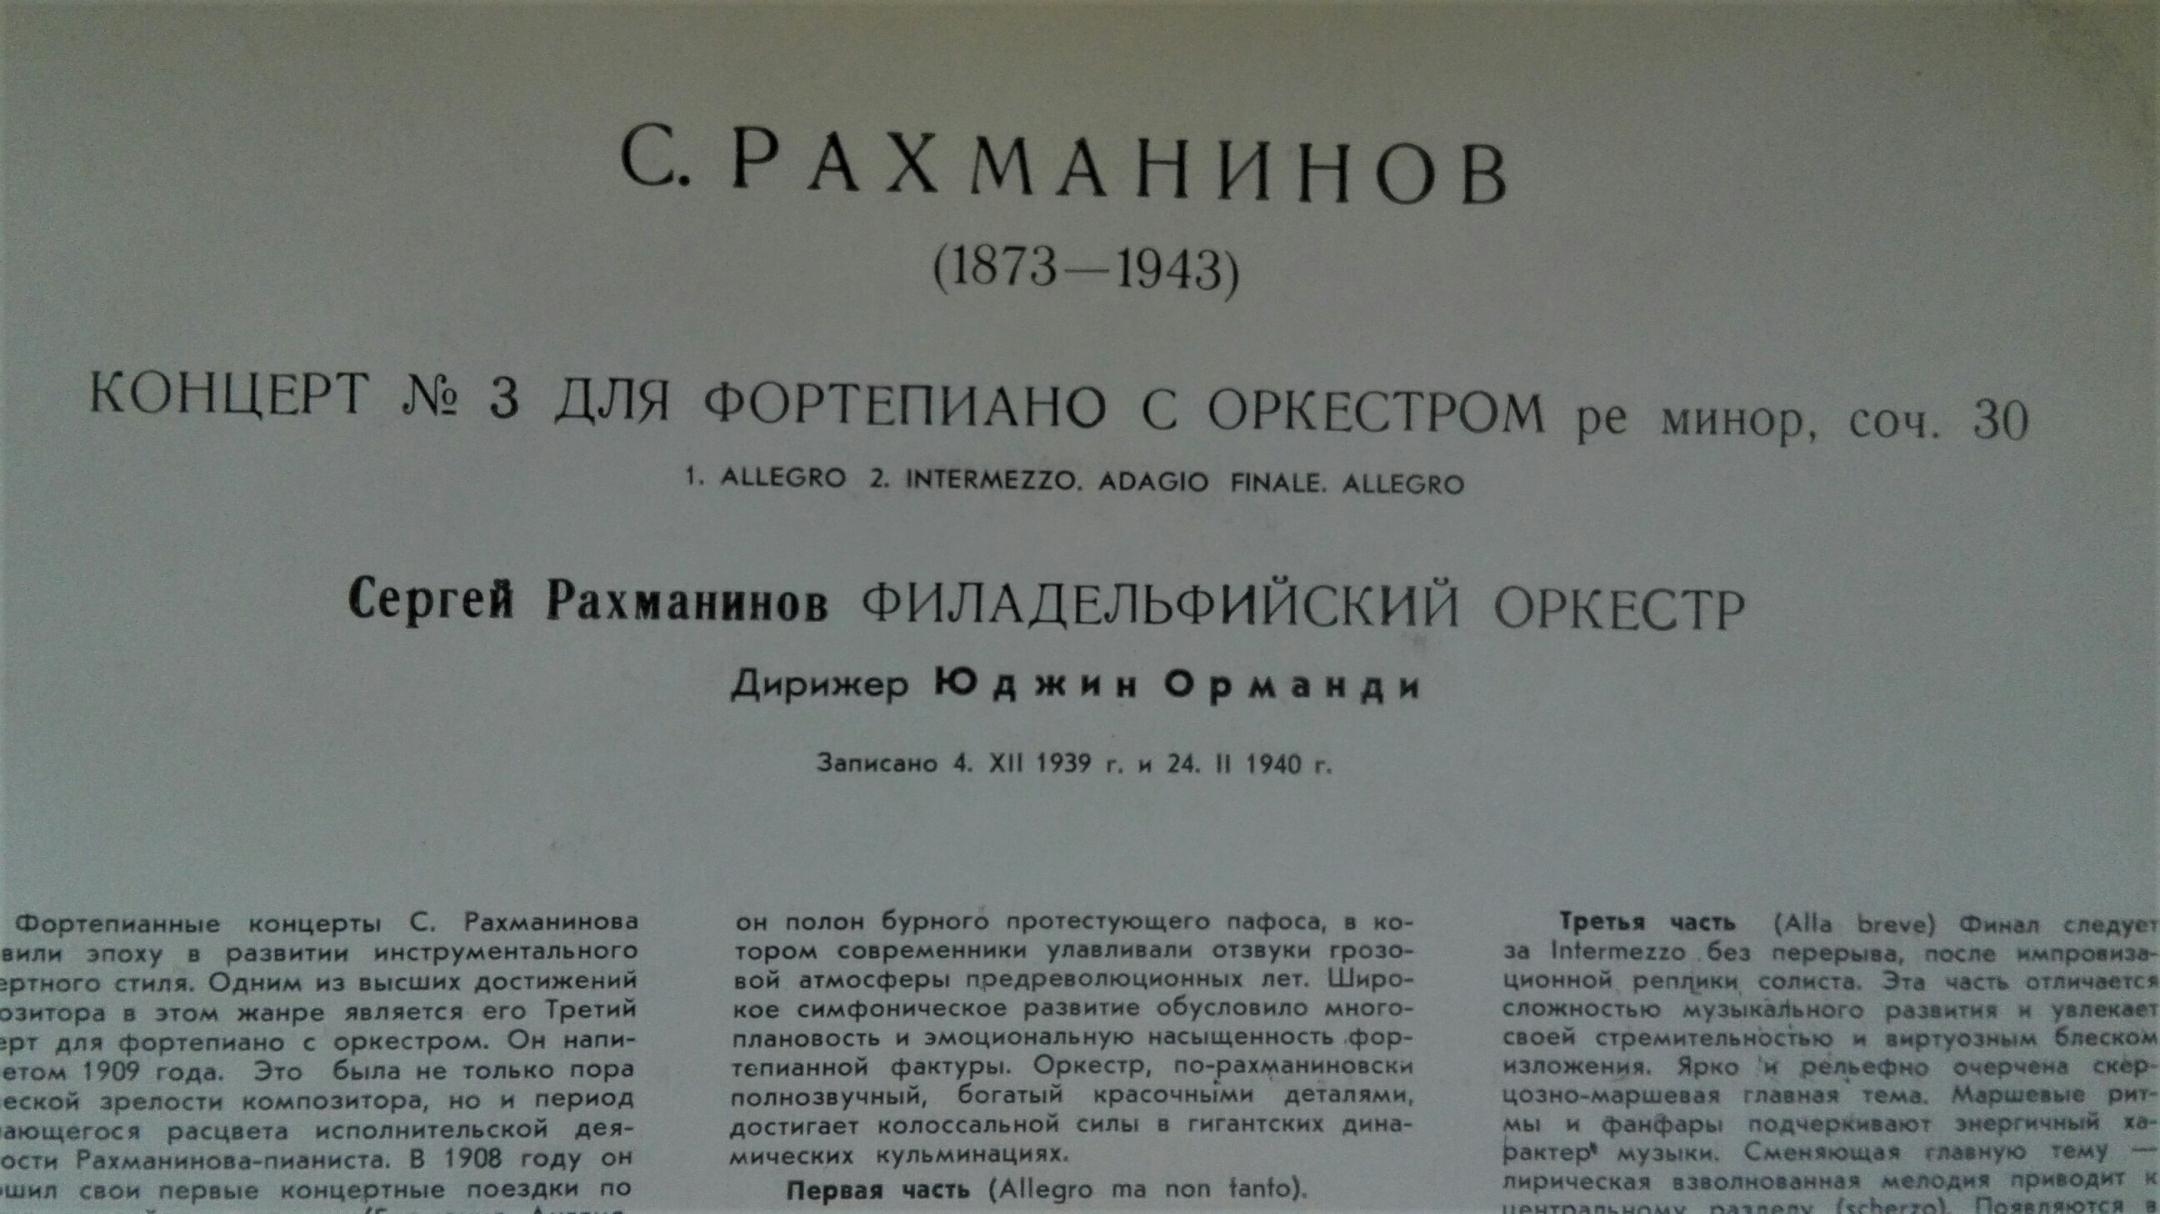 С. РАХМАНИНОВ
(1873—1943)
КОНЦЕРТ № 3 ДЛЯ ФОРТЕПИАНО С ОРКЕСТРОМ ре минор, соч. 30
1. ALLEGRO 2. INTERMEZZO. ADAGIO FINALE. ALLEGRO
Сергей Рахманинов ФИЛАДЕЛЬФИЙСКИЙ ОРКЕСТР
Дирижер Юджин Орманди
Записано 4. XII 1939 г. и 24. II 1940 г.
Фортепианные концерты С. Рахманинова
вили эпоху в развитии инструментального
ертного стиля. Одним из высших достижений
озитора в этом жанре является его Третий
ерт для фортепиано с оркестром. Он напи-
етом 1909 года. Это была не только пора
еской зрелости композитора, но и период
ающегося расцвета исполнительской дея-
ости Рахманинова-пианиста. В 1908 году он
шил свои первые концертные поездки по
он полон бурного протестующего пафоса, в ко-
тором современники улавливали отзвуки грозо-
вой атмосферы предреволюционных лет. Широ-
кое симфоническое развитие обусловило много-
плановость и эмоциональную насыщенность фор-
тепианной фактуры. Оркестр, по-рахманиновски
полнозвучный, богатый красочными деталями,
достигает колоссальной силы в гигантских дина-
мических кульминациях.
Первая часть (Allegro ma non tanto).
Третья часть (Alla breve) Финал следует
за Intermezzo без перерыва, после импровиза-
ционной реплики солиста. Эта часть отличается
сложностью музыкального развития и увлекает
своей стремительностью и виртуозным блеском
изложения. Ярко и рельефно очерчена скер-
цозно-маршевая главная тема. Маршевые рит-
мы и фанфары подчеркивают энергичный ха-
рактер музыки. Сменяющая главную тему —
лирическая взволнованная мелодия приводит к
центральному разделу (scherzo). Появляются в